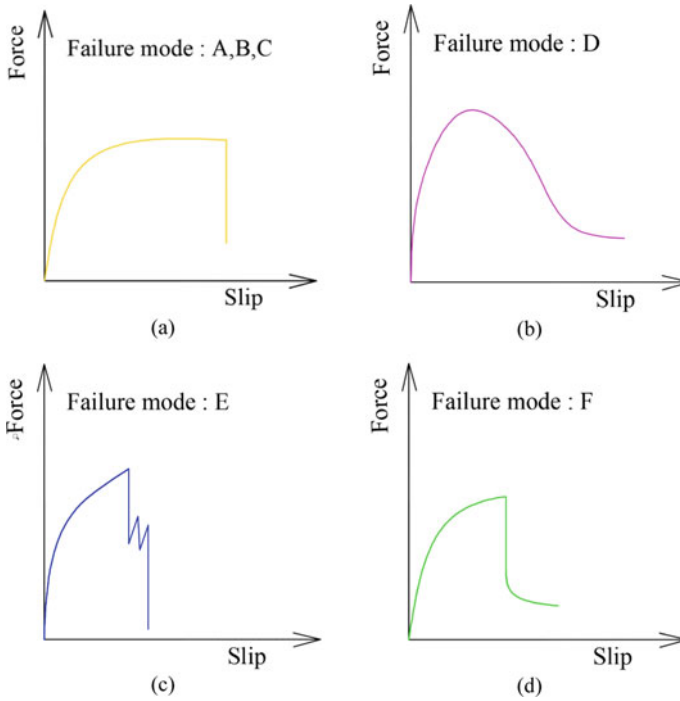 Force
Failure mode : A,B,C
Slip
(a)
Force
Failure mode : D
Slip
(b)
Force
Failure mode : E
Slip
(c)
Force
Failure mode : F
Slip
(d)